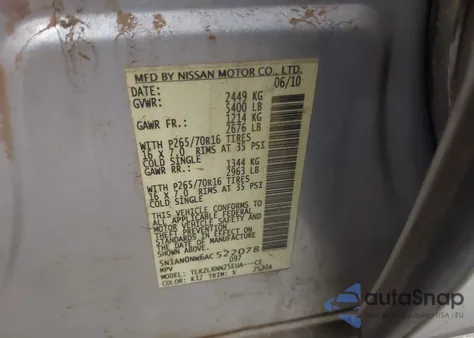 MFD BY NISSAN MOTOR CO., LTD.
DATE: 06/10
GVWR: 2449 KG
5400 LB
GAWR FR.: 1214 KG
2676 LB
WITH P265/70R16 TIRES
16 X 7.0 RIMS AT 35 PSI
COLD SINGLE
GAWR RR.: 1344 KG
2963 LB
WITH P265/70R16 TIRES
16 X 7.0 RIMS AT 35 PSI
COLD SINGLE
THIS VEHICLE CONFORMS TO
ALL APPLICABLE FEDERAL
MOTOR VEHICLE SAFETY AND
THEFT PREVENTION STANDARDS
IN EFFECT ON THE DATE OF
MANUFACTURE SHOWN ABOVE.
5N1AN0NW6AC522078
MPV 097
MODEL:
COLOR: K12 TRIM: X
autoSnap